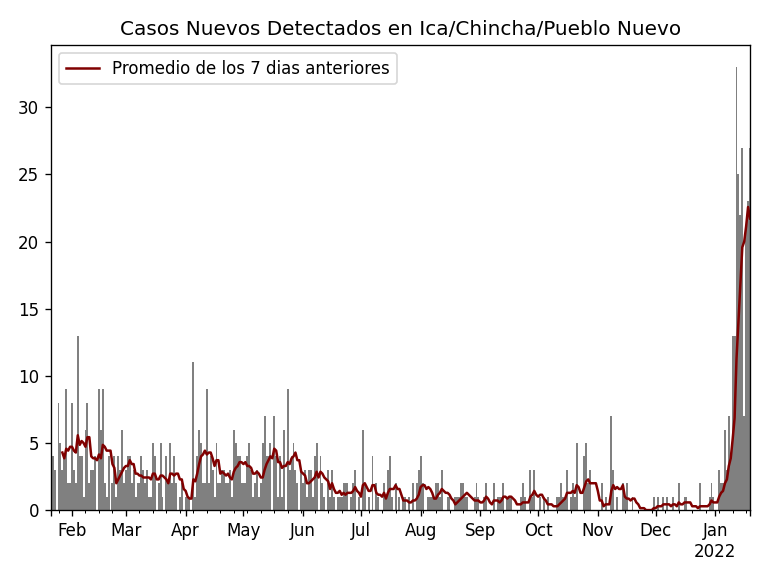 Casos Nuevos Detectados en Ica/Chincha/Pueblo Nuevo
Promedio de los 7 dias anteriores
30
25
20
15
10
5
0
Feb Mar Apr May Jun Jul Aug Sep Oct Nov Dec Jan
2022